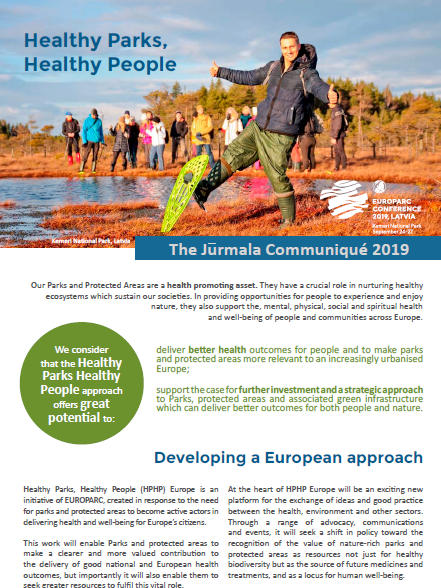 Healthy Parks,
Healthy People
EUROPARC
CONFERENCE
2019, LATVIA
Kemeri National Park
September 24-27
Kemeri National Park, Latvia
The Jūrmala Communiqué 2019
Our Parks and Protected Areas are a health promoting asset. They have a crucial role in nurturing healthy
ecosystems which sustain our societies. In providing opportunities for people to experience and enjoy
nature, they also support the, mental, physical, social and spiritual health
and well-being of people and communities across Europe.
We consider
that the Healthy
Parks Healthy
People approach
offers great
potential to:
deliver better health outcomes for people and to make parks
and protected areas more relevant to an increasingly urbanised
Europe;
support the case for further investment and a strategic approach
to Parks, protected areas and associated green infrastructure
which can deliver better outcomes for both people and nature.
Developing a European approach
Healthy Parks, Healthy People (HPHP) Europe is an
initiative of EUROPARC, created in response to the need
for parks and protected areas to become active actors in
delivering health and well-being for Europe's citizens.
This work will enable Parks and protected areas to
make a clearer and more valued contribution to
the delivery of good national and European health
outcomes, but importantly it will also enable them to
seek greater resources to fulfil this vital role.
At the heart of HPHP Europe will be an exciting new
platform for the exchange of ideas and good practice
between the health, environment and other sectors.
Through a range of advocacy, communications
and events, it will seek a shift in policy toward the
recognition of the value of nature-rich parks and
protected areas as resources not just for healthy
biodiversity but as the source of future medicines and
treatments, and as a locus for human well-being.